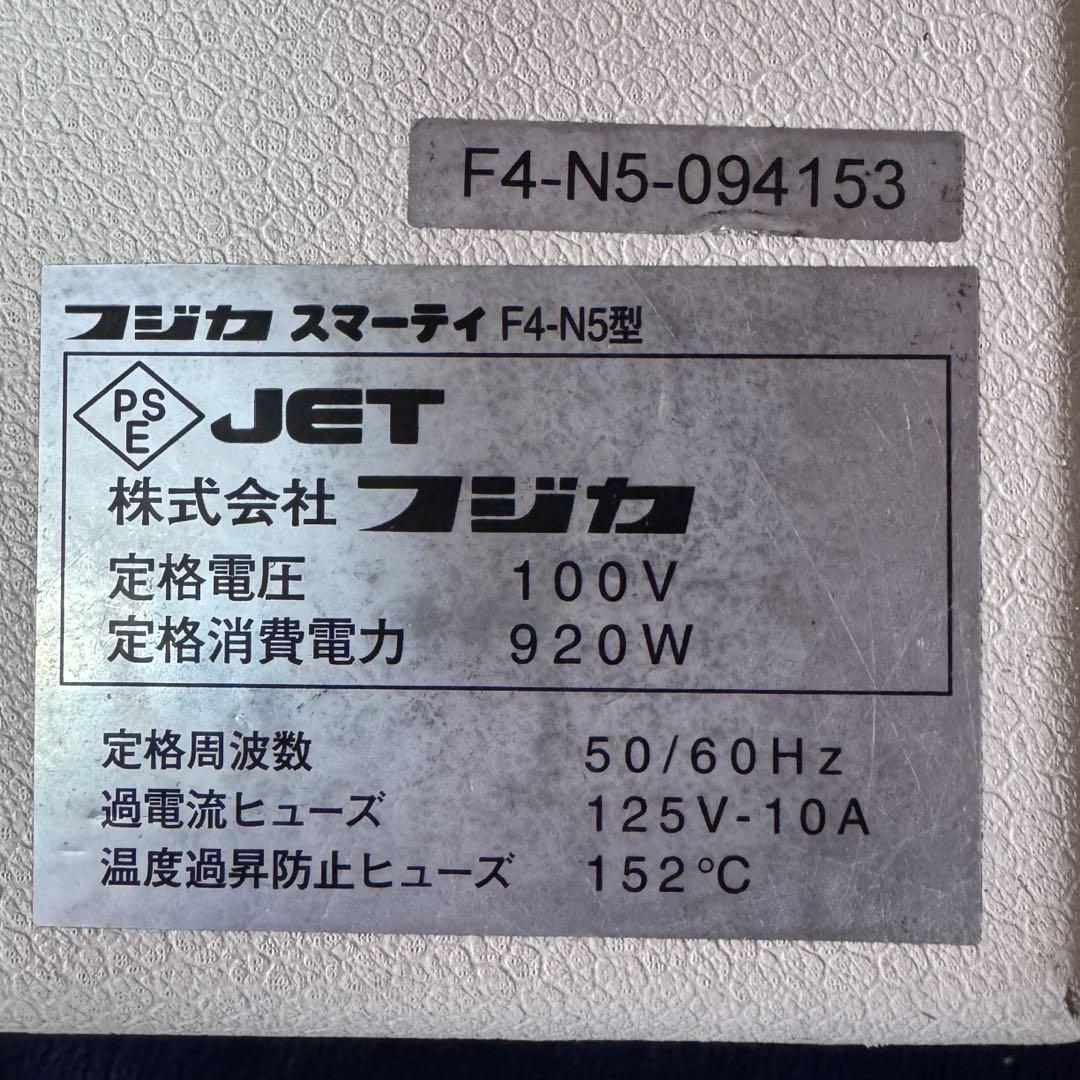 F4-N5-094153
フジカ スマーティ F4-N5型
PSE JET
株式会社 フジカ
定格電圧 100V
定格消費電力 920W
定格周波数 50/60Hz
過電流ヒューズ 125V-10A
温度過昇防止ヒューズ 152℃